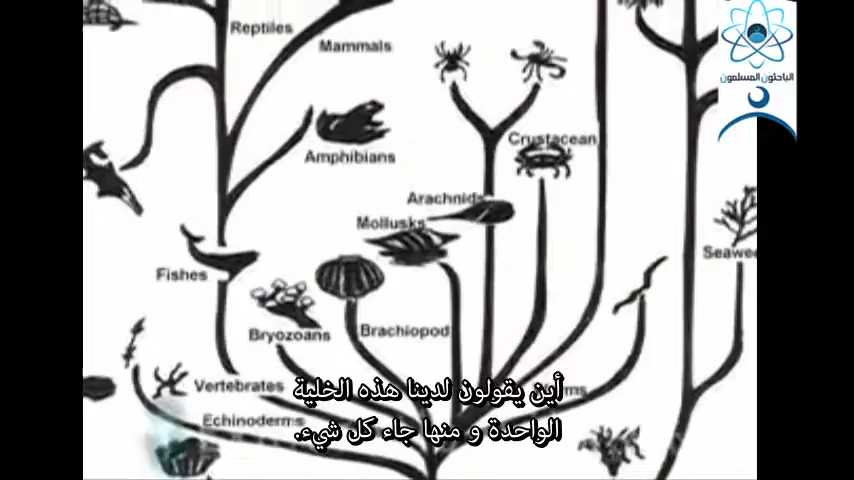 Reptiles
Mammals
الباحثون المسلمون
Crustacean
Amphibians
Arachnids
Mollusks
Seawee
Fishes
Bryozoans
Brachiopod
Vertebrates
Echinoderms
أين يقولون لدينا هذه الخلية
الواحدة و منها جاء كل شيء.